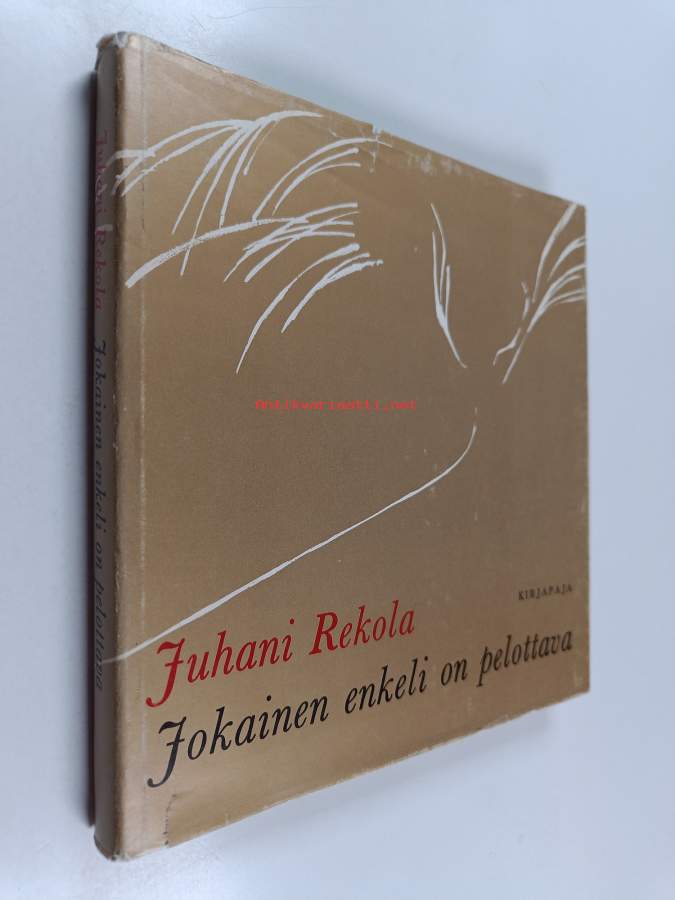 Juhani Rekola Jokainen enkeli on pelottava
Antikvariaatti.net
KIRJAPAJA
Juhani Rekola
Jokainen enkeli on pelottava